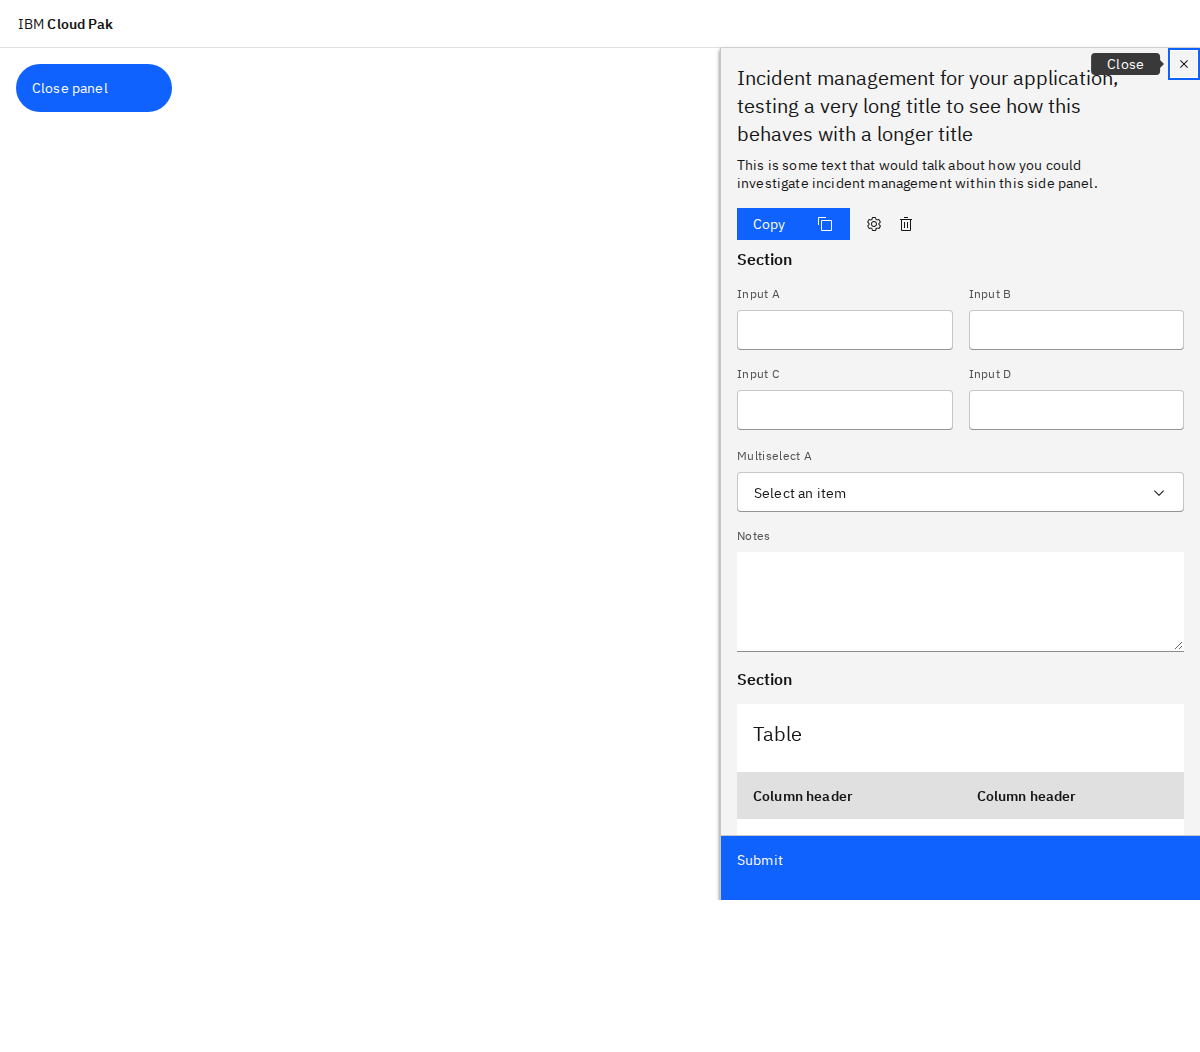 IBM Cloud Pak
Close panel
Close
Incident management for your application,
testing a very long title to see how this
behaves with a longer title
This is some text that would talk about how you could
investigate incident management within this side panel.
Copy
Section
Input A
Input B
Input C
Input D
Multiselect A
Select an item
Notes
Section
Table
Column header
Column header
Submit